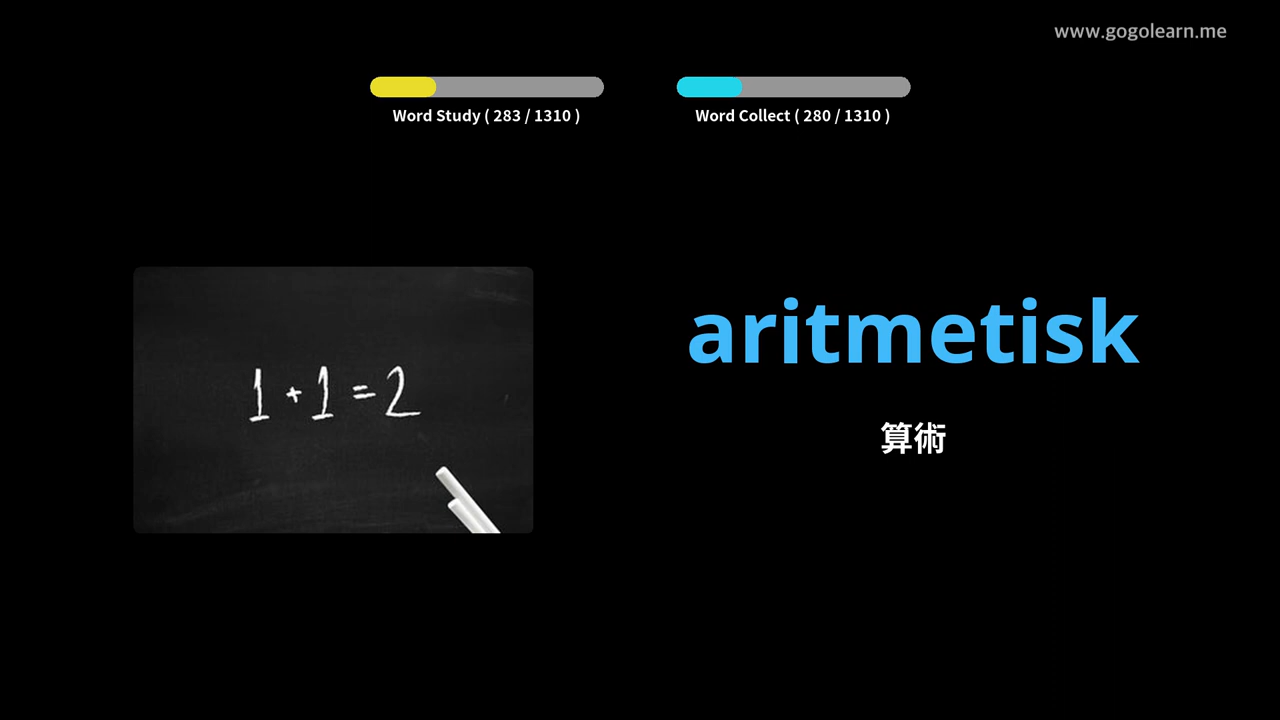 www.gogolearn.me
Word Study ( 283 / 1310 )
Word Collect ( 280 / 1310 )
1 + 1 = 2
aritmetisk
算術